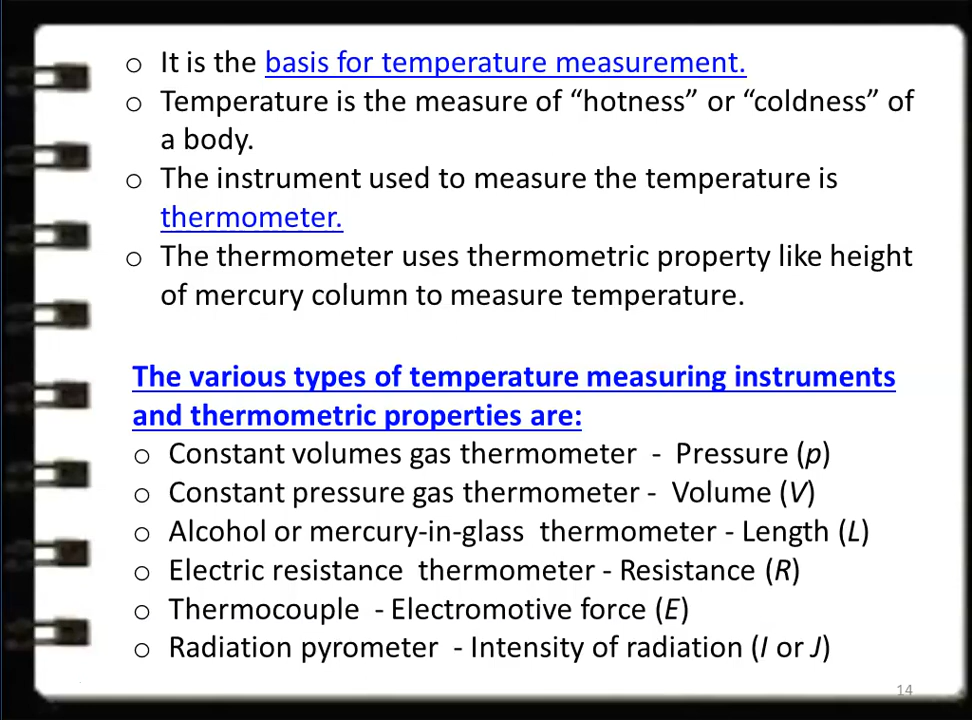 o It is the basis for temperature measurement.
o Temperature is the measure of “hotness” or “coldness” of
a body.
o The instrument used to measure the temperature is
thermometer.
o The thermometer uses thermometric property like height
of mercury column to measure temperature.
The various types of temperature measuring instruments
and thermometric properties are:
o Constant volumes gas thermometer - Pressure (p)
o Constant pressure gas thermometer - Volume (V)
o Alcohol or mercury-in-glass thermometer - Length (L)
o Electric resistance thermometer - Resistance (R)
o Thermocouple - Electromotive force (E)
o Radiation pyrometer - Intensity of radiation (I or J)
14